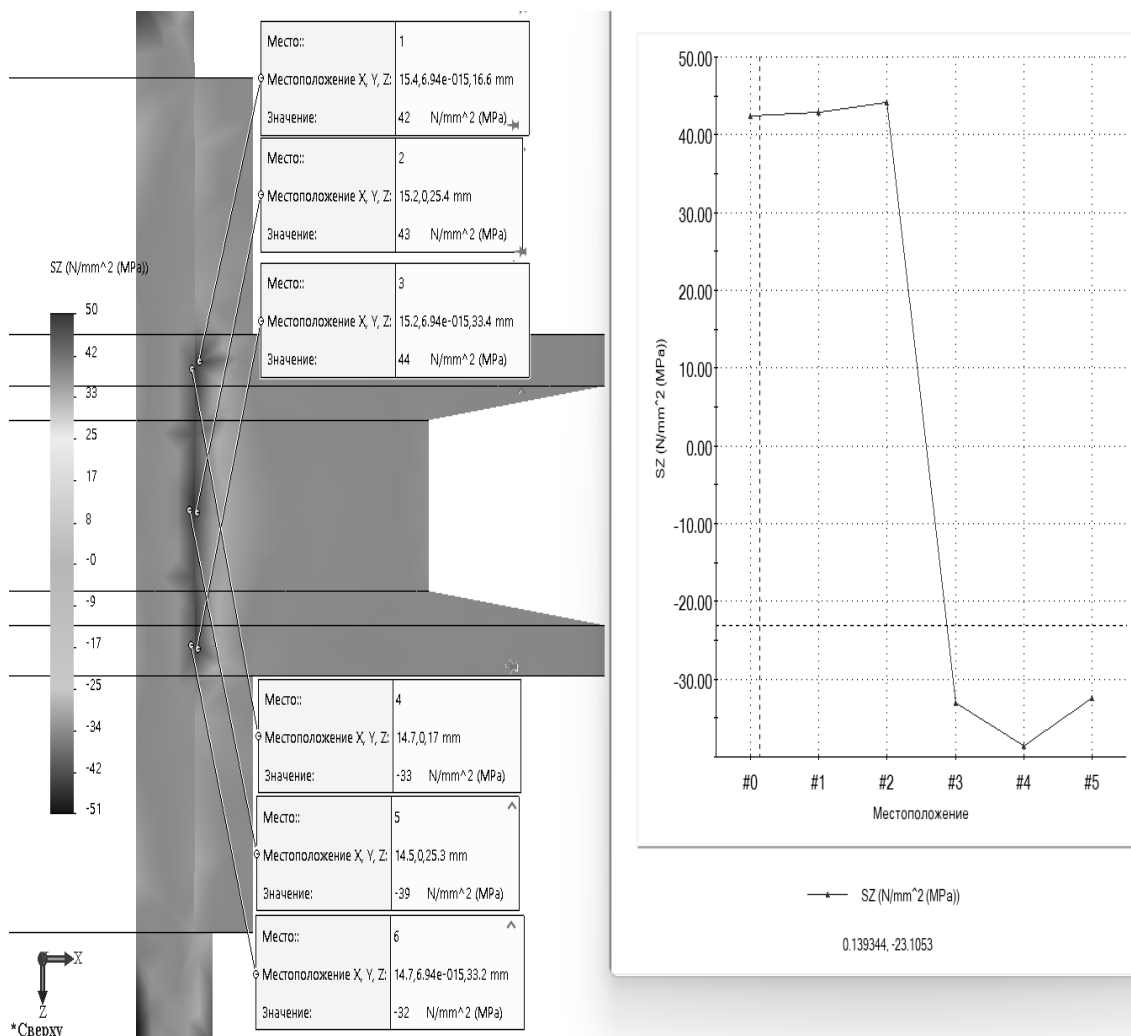 Место:: 1
Местоположение X, Y, Z: 15.4,6.94e-015,16.6 mm
Значение: 42 N/mm^2 (MPa)
Место:: 2
Местоположение X, Y, Z: 15.2,0,25.4 mm
Значение: 43 N/mm^2 (MPa)
Место:: 3
Местоположение X, Y, Z: 15.2,6.94e-015,33.4 mm
Значение: 44 N/mm^2 (MPa)
SZ (N/mm^2 (MPa))
50
42
33
25
17
8
-0
-9
-17
-25
-34
-42
-51
Место:: 4
Местоположение X, Y, Z: 14.7,0,17 mm
Значение: -33 N/mm^2 (MPa)
Место:: 5
Местоположение X, Y, Z: 14.5,0,25.3 mm
Значение: -39 N/mm^2 (MPa)
Место:: 6
Местоположение X, Y, Z: 14.7,6.94e-015,33.2 mm
Значение: -32 N/mm^2 (MPa)
X
Z
*Сверху
50.00
40.00
30.00
20.00
10.00
0.00
-10.00
-20.00
-30.00
SZ (N/mm^2 (MPa))
#0 #1 #2 #3 #4 #5
Местоположение
SZ (N/mm^2 (MPa))
0.139344, -23.1053